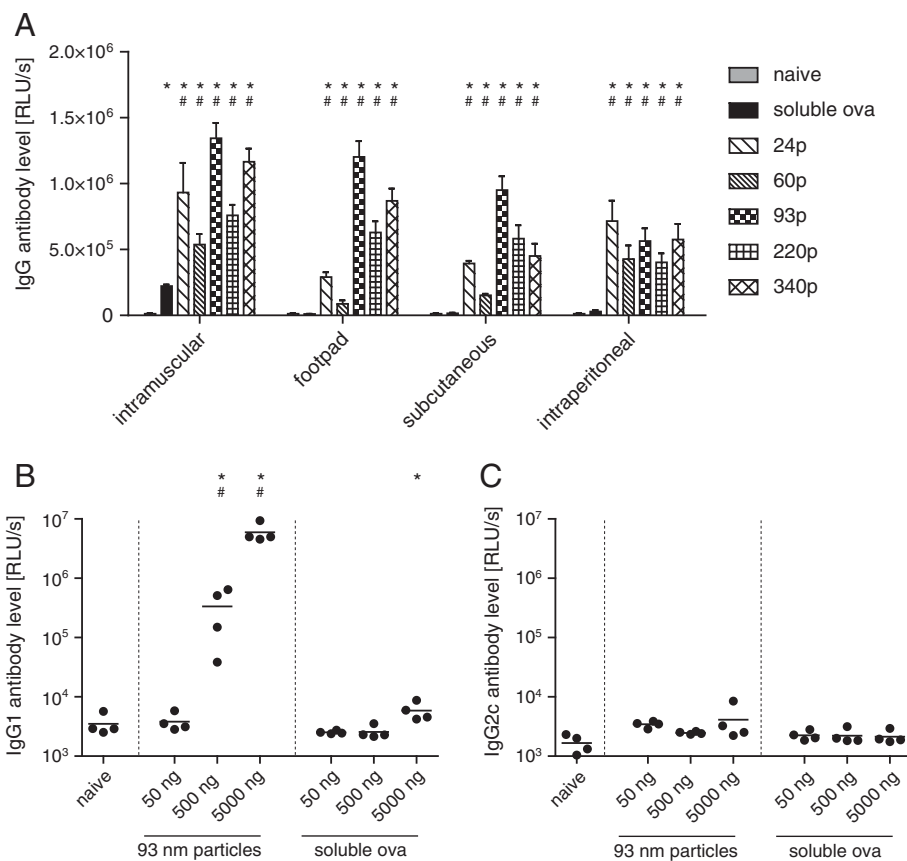 A
IgG antibody level [RLU/s]
2.0×10⁶
1.5×10⁶
1.0×10⁶
5.0×10⁵
0
* * * * * *
# # # # #
* * * * *
# # # # #
* * * * *
# # # # #
* * * * *
# # # # #
intramuscular
footpad
subcutaneous
intraperitoneal
naive
soluble ova
24p
60p
93p
220p
340p
B
IgG1 antibody level [RLU/s]
10⁷
10⁶
10⁵
10⁴
10³
* * *
# #
naive
50 ng
500 ng
5000 ng
50 ng
500 ng
5000 ng
93 nm particles
soluble ova
C
IgG2c antibody level [RLU/s]
10⁷
10⁶
10⁵
10⁴
10³
naive
50 ng
500 ng
5000 ng
50 ng
500 ng
5000 ng
93 nm particles
soluble ova